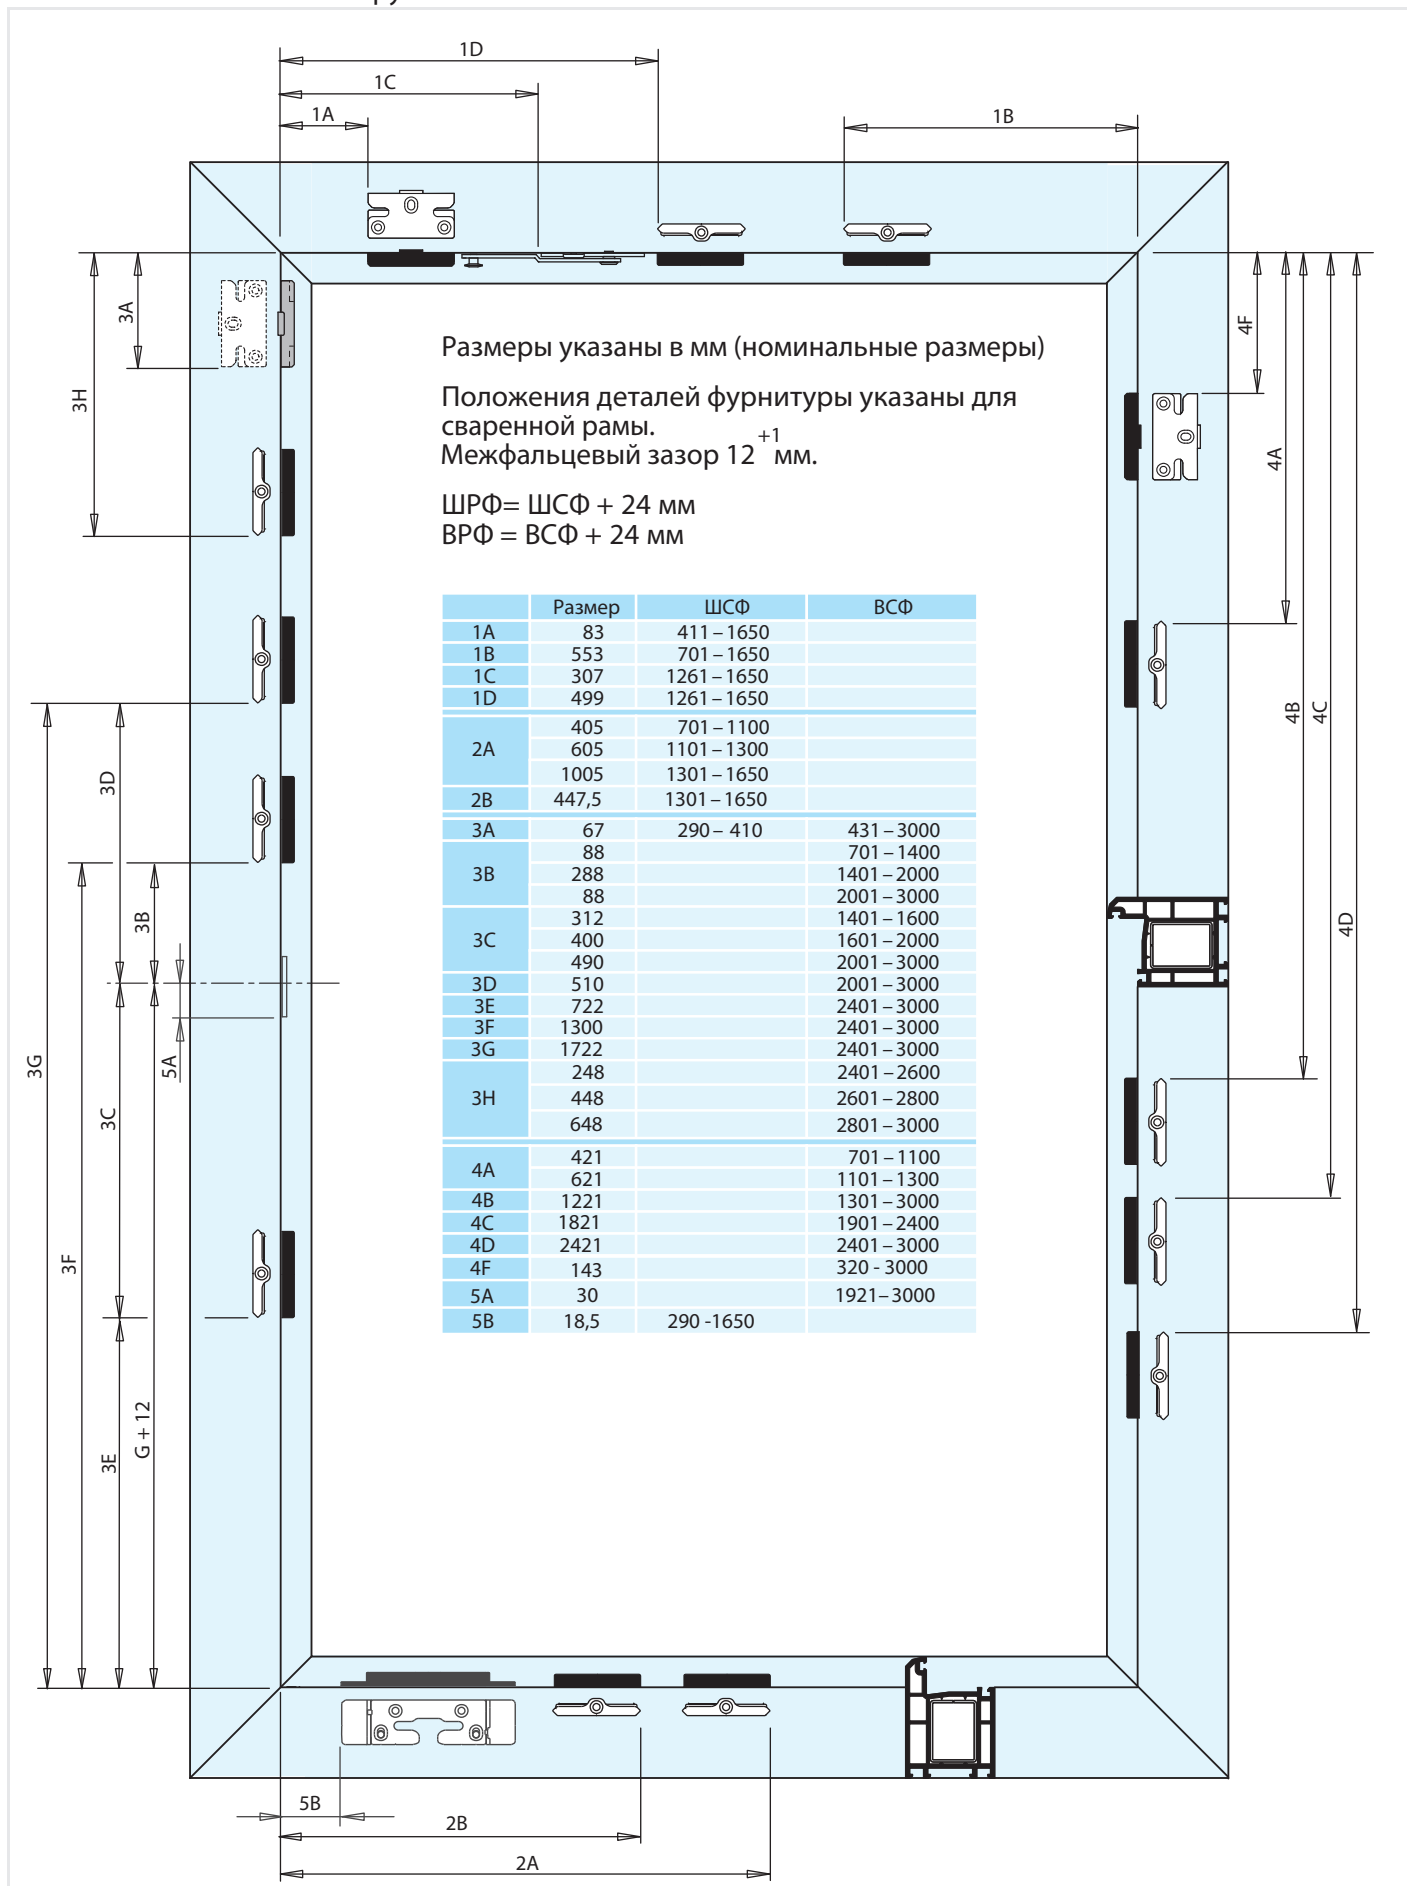 ру
1D
1C
1A
1B
3A
3H
4F
4A
Размеры указаны в мм (номинальные размеры)
Положения деталей фурнитуры указаны для
сваренной рамы.
Межфальцевый зазор 12 +1 мм.
ШРФ= ШСФ + 24 мм
ВРФ = ВСФ + 24 мм
Размер ШСФ ВСФ
1A 83 411 – 1650
1B 553 701 – 1650
1C 307 1261 – 1650
1D 499 1261 – 1650
2A 405 701 – 1100
605 1101 – 1300
1005 1301 – 1650
2B 447,5 1301 – 1650
3A 67 290 – 410 431 – 3000
3B 88 701 – 1400
288 1401 – 2000
88 2001 – 3000
3C 312 1401 – 1600
400 1601 – 2000
490 2001 – 3000
3D 510 2001 – 3000
3E 722 2401 – 3000
3F 1300 2401 – 3000
3G 1722 2401 – 3000
3H 248 2401 – 2600
448 2601 – 2800
648 2801 – 3000
4A 421 701 – 1100
621 1101 – 1300
4B 1221 1301 – 3000
4C 1821 1901 – 2400
4D 2421 2401 – 3000
4F 143 320 - 3000
5A 30 1921– 3000
5B 18,5 290 -1650
4B
4C
4D
3D
3B
3G
5A
3C
3F
3E
G + 12
5B
2B
2A